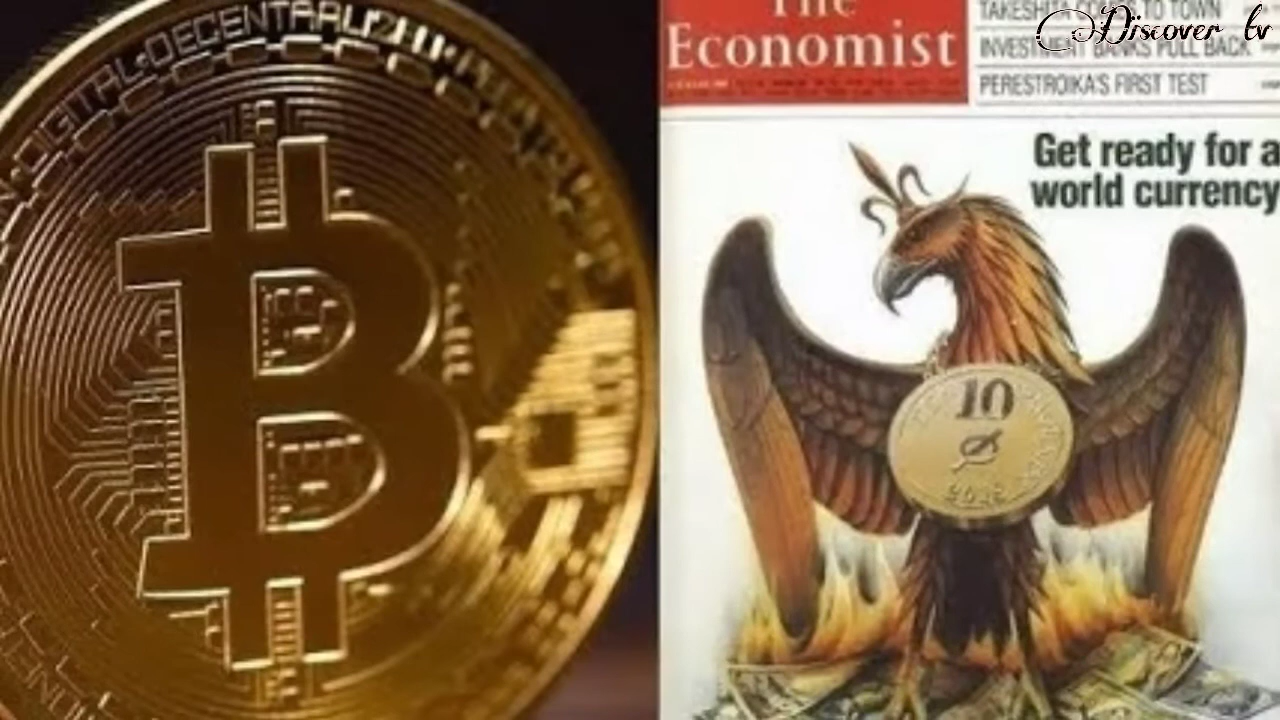 DIGITAL•DECENTRALIZED
B
The
Economist
TAKESHITA COMES TO TOWN
INVESTMENT BANKS PULL BACK
PERESTROIKA'S FIRST TEST
Discover tv
Get ready for a
world currency
10